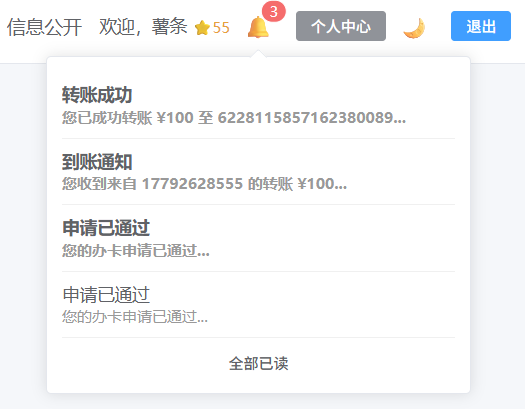 信息公开 欢迎，薯条 55 3 个人中心 退出
转账成功
您已成功转账 ¥100 至 6228115857162380089...
到账通知
您收到来自 17792628555 的转账 ¥100...
申请已通过
您的办卡申请已通过...
申请已通过
您的办卡申请已通过...
全部已读